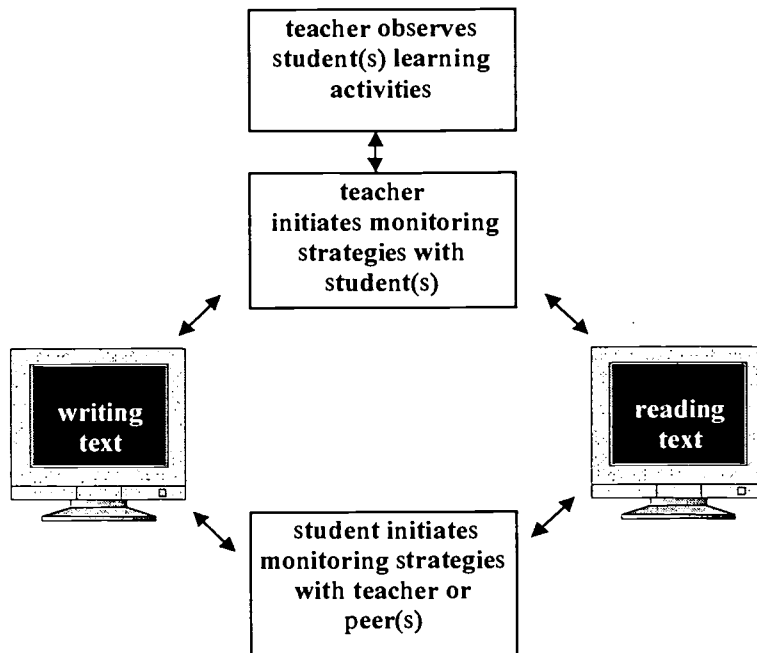 teacher observes
student(s) learning
activities
teacher
initiates monitoring
strategies with
student(s)
writing
text
reading
text
student initiates
monitoring strategies
with teacher or
peer(s)